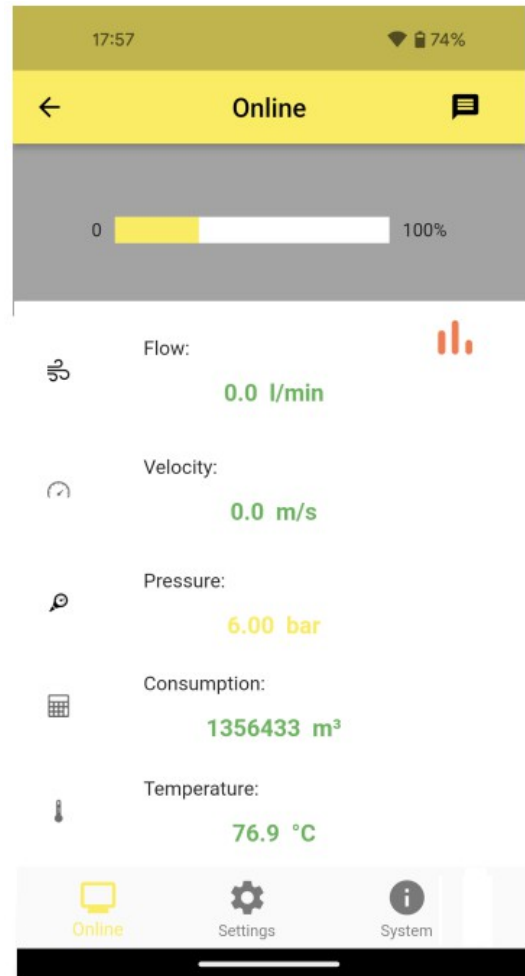 17:57 74%
Online
0 100%
Flow:
0.0 l/min
Velocity:
0.0 m/s
Pressure:
6.00 bar
Consumption:
1356433 m³
Temperature:
76.9 °C
Online Settings System